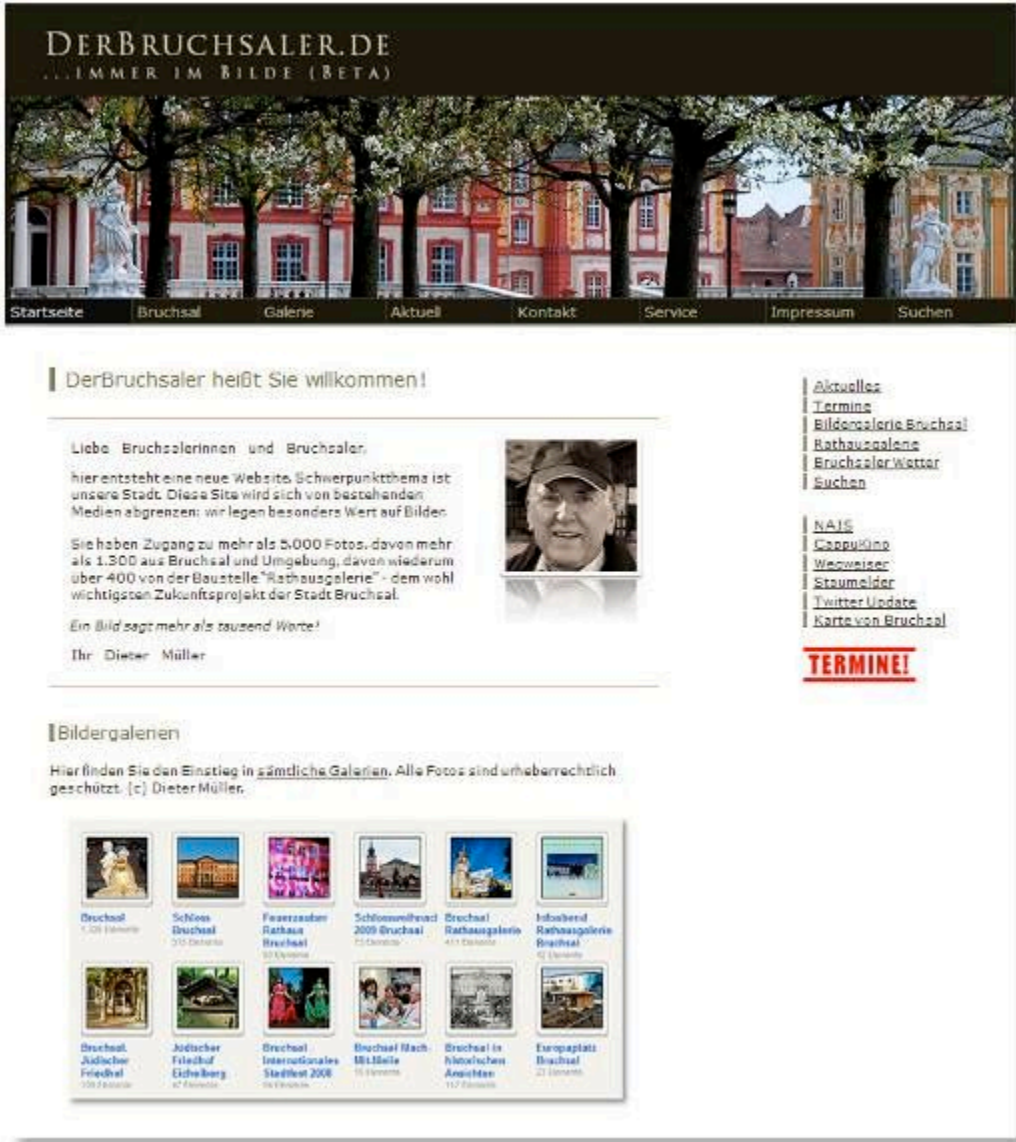 DERBRUCHSALER.DE
...IMMER IM BILDE (BETA)
Startseite Bruchsal Galerie Aktuell Kontakt Service Impressum Suchen
DerBruchsaler heißt Sie willkommen!
Liebe Bruchsalerinnen und Bruchsaler,
hier entsteht eine neue Website. Schwerpunktthema ist
unsere Stadt. Diese Site wird sich von bestehenden
Medien abgrenzen: wir legen besonders Wert auf Bilder.
Sie haben Zugang zu mehr als 5.000 Fotos, davon mehr
als 1.300 aus Bruchsal und Umgebung, davon wiederum
über 400 von der Baustelle "Rathausgalerie" - dem wohl
wichtigsten Zukunftsprojekt der Stadt Bruchsal.
Ein Bild sagt mehr als tausend Worte!
Ihr Dieter Müller
Aktuelles
Termine
Bildergalerie Bruchsal
Rathausgalerie
Bruchsaler Wetter
Suchen
NAIS
CappuKino
Wegweiser
Staumelder
Twitter Update
Karte von Bruchsal
TERMINE!
Bildergalerien
Hier finden Sie den Einstieg in sämtliche Galerien. Alle Fotos sind urheberrechtlich
geschützt. (c) Dieter Müller.
Bruchsal Schloss Feuerzauber Schlossweihnacht Bruchsal Infoabend
Bruchsal Rathaus 2009 Bruchsal Rathausgalerie Rathausgalerie
Bruchsal Bruchsal
Bruchsal, Jüdischer Bruchsal Bruchsal Mach- Bruchsal in Europaplatz
Jüdischer Friedhof Internationales Mit-Meile historischen Bruchsal
Friedhof Eichelberg Stadtfest 2008 Ansichten